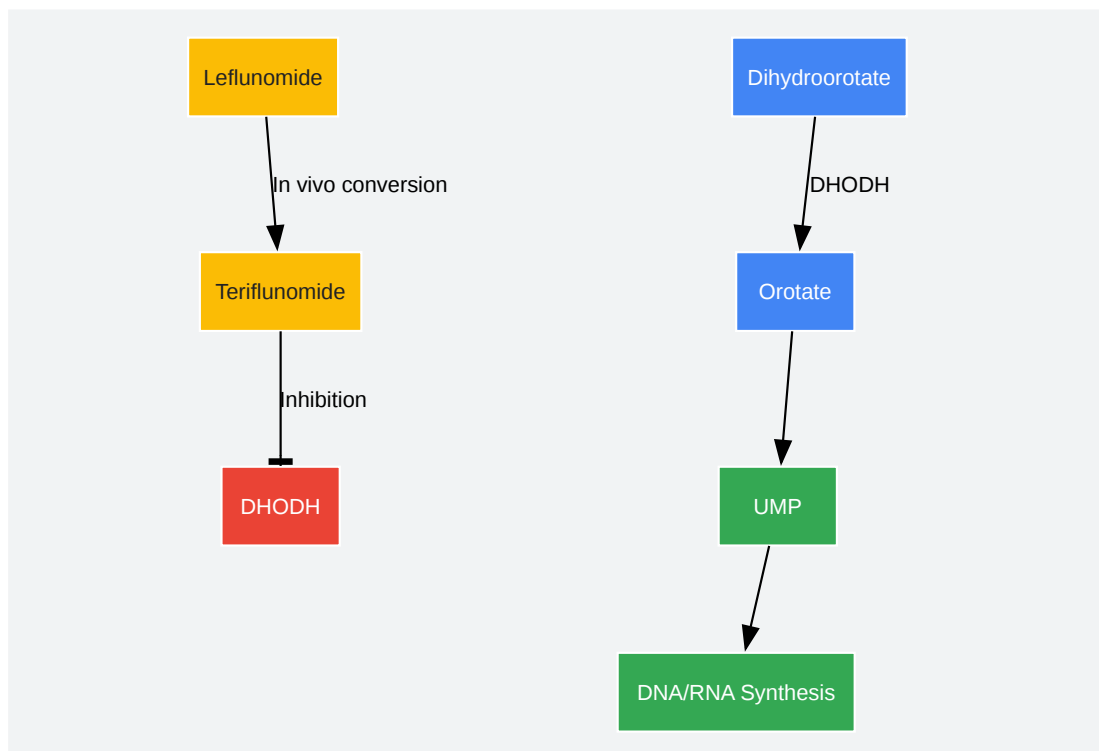 Leflunomide
Dihydroorotate
In vivo conversion
DHODH
Teriflunomide
Orotate
Inhibition
DHODH
UMP
DNA/RNA Synthesis